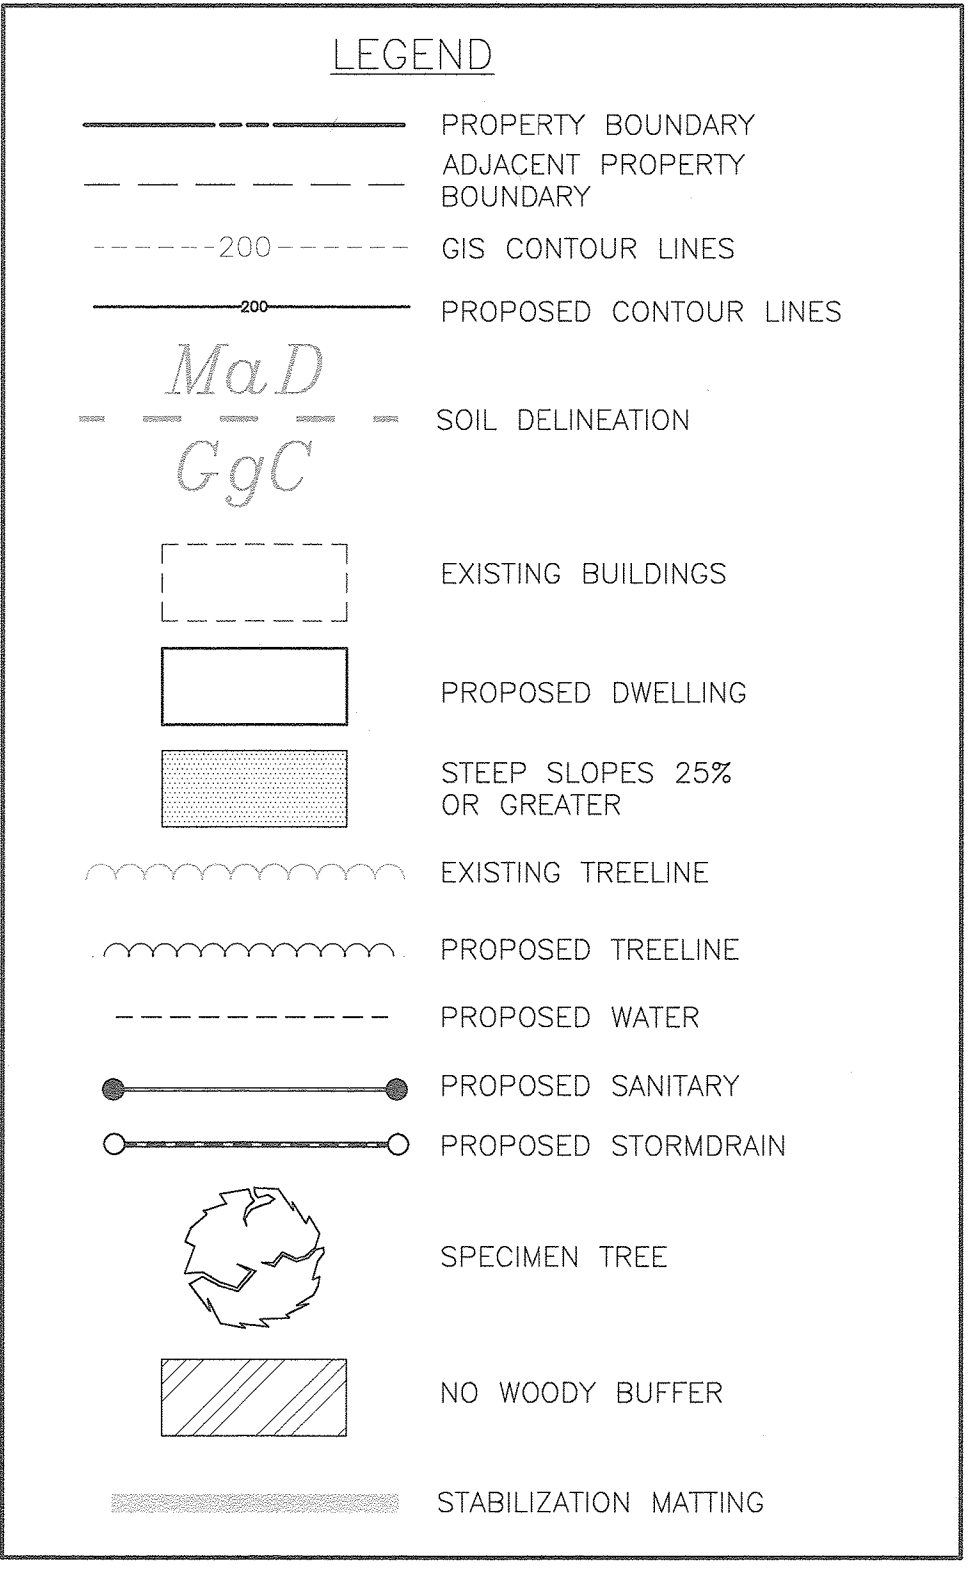 LEGEND
PROPERTY BOUNDARY
ADJACENT PROPERTY
BOUNDARY
200
GIS CONTOUR LINES
200
PROPOSED CONTOUR LINES
MaD
SOIL DELINEATION
GgC
EXISTING BUILDINGS
PROPOSED DWELLING
STEEP SLOPES 25%
OR GREATER
EXISTING TREELINE
PROPOSED TREELINE
PROPOSED WATER
PROPOSED SANITARY
PROPOSED STORMDRAIN
SPECIMEN TREE
NO WOODY BUFFER
STABILIZATION MATTING